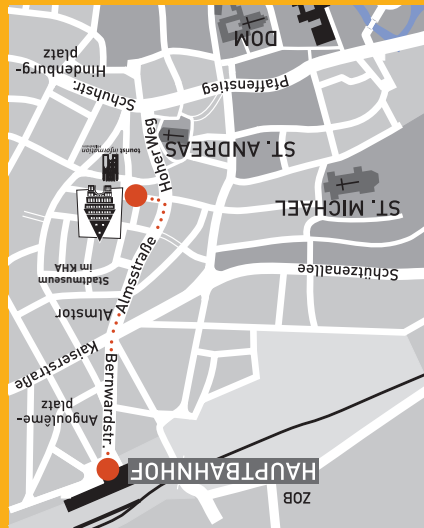 ZOB
HAUPTBAHNHOF
Angoulême-
platz
Bernwardstr.
Kaiserstraße
Almstor
Schützenallee
Almsstraße
Stadtmuseum
im KHA
ST. MICHAEL
Hoher Weg
tourist information
ST. ANDREAS
Schuhstr.
Pfaffenstieg
Hindenburg-
platz
DOM